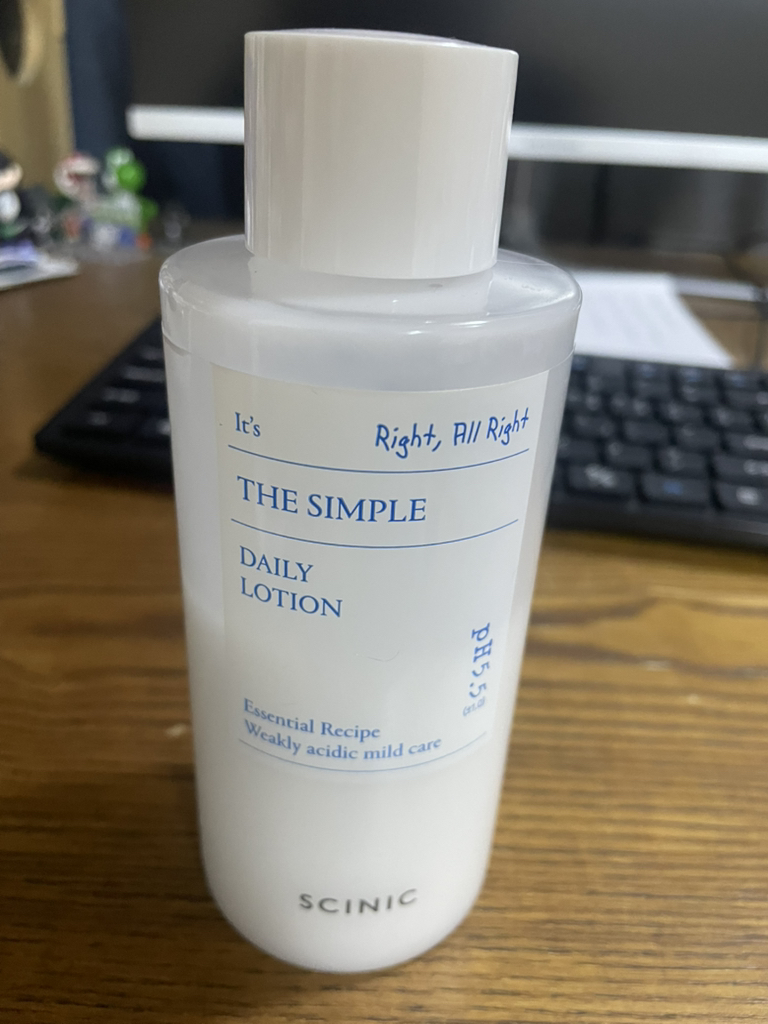 It's Right, All Right
THE SIMPLE
DAILY
LOTION
pH5.5
Essential Recipe
Weakly acidic mild care
SCINIC